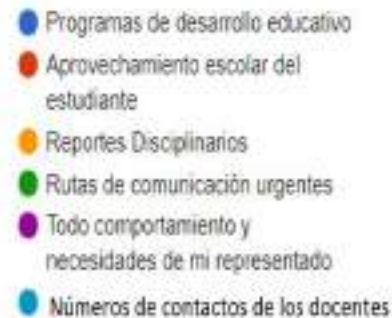 Programas de desarrollo educativo
Aprovechamiento escolar del
estudiante
Reportes Disciplinarios
Rutas de comunicación urgentes
Todo comportamiento y
necesidades de mi representado
Números de contactos de los docentes